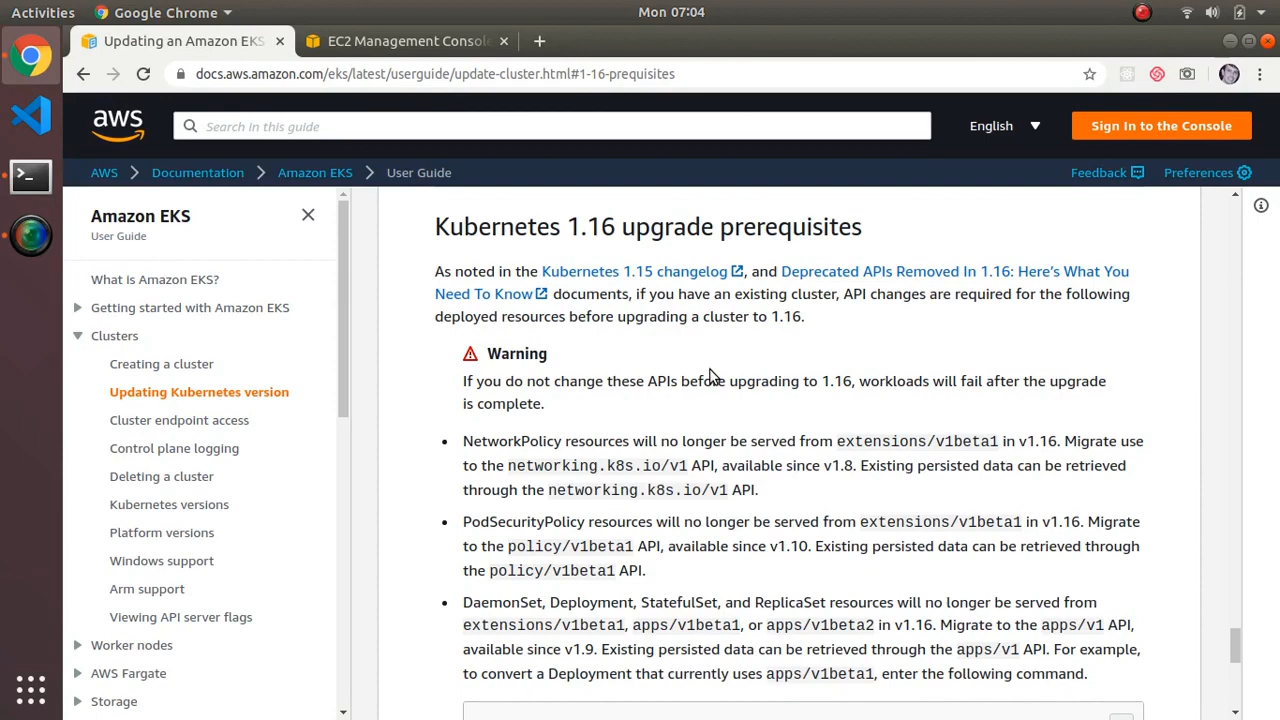 Activities
Google Chrome
Mon 07:04
Updating an Amazon EKS
EC2 Management Consol
docs.aws.amazon.com/eks/latest/userguide/update-cluster.html#1-16-prequisites
aws
Search in this guide
English
Sign In to the Console
AWS
Documentation
Amazon EKS
User Guide
Feedback
Preferences
Amazon EKS
User Guide
What is Amazon EKS?
Getting started with Amazon EKS
Clusters
Creating a cluster
Updating Kubernetes version
Cluster endpoint access
Control plane logging
Deleting a cluster
Kubernetes versions
Platform versions
Windows support
Arm support
Viewing API server flags
Worker nodes
AWS Fargate
Storage
Kubernetes 1.16 upgrade prerequisites
As noted in the Kubernetes 1.15 changelog, and Deprecated APIs Removed In 1.16: Here's What You
Need To Know documents, if you have an existing cluster, API changes are required for the following
deployed resources before upgrading a cluster to 1.16.
Warning
If you do not change these APIs before upgrading to 1.16, workloads will fail after the upgrade
is complete.
NetworkPolicy resources will no longer be served from extensions/v1beta1 in v1.16. Migrate use
to the networking.k8s.io/v1 API, available since v1.8. Existing persisted data can be retrieved
through the networking.k8s.io/v1 API.
PodSecurityPolicy resources will no longer be served from extensions/v1beta1 in v1.16. Migrate
to the policy/v1beta1 API, available since v1.10. Existing persisted data can be retrieved through
the policy/v1beta1 API.
DaemonSet, Deployment, StatefulSet, and ReplicaSet resources will no longer be served from
extensions/v1beta1, apps/v1beta1, or apps/v1beta2 in v1.16. Migrate to the apps/v1 API,
available since v1.9. Existing persisted data can be retrieved through the apps/v1 API. For example,
to convert a Deployment that currently uses apps/v1beta1, enter the following command.